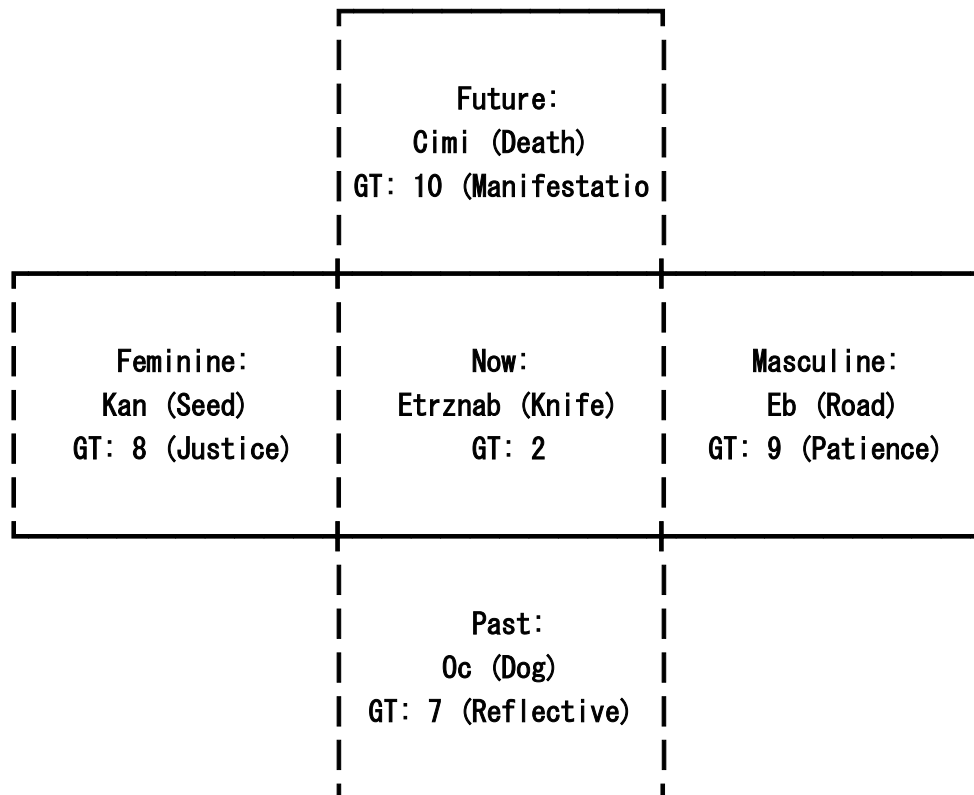 Future:
Cimi (Death)
GT: 10 (Manifestatio
Feminine:
Kan (Seed)
GT: 8 (Justice)
Now:
Etrznab (Knife)
GT: 2
Masculine:
Eb (Road)
GT: 9 (Patience)
Past:
Oc (Dog)
GT: 7 (Reflective)